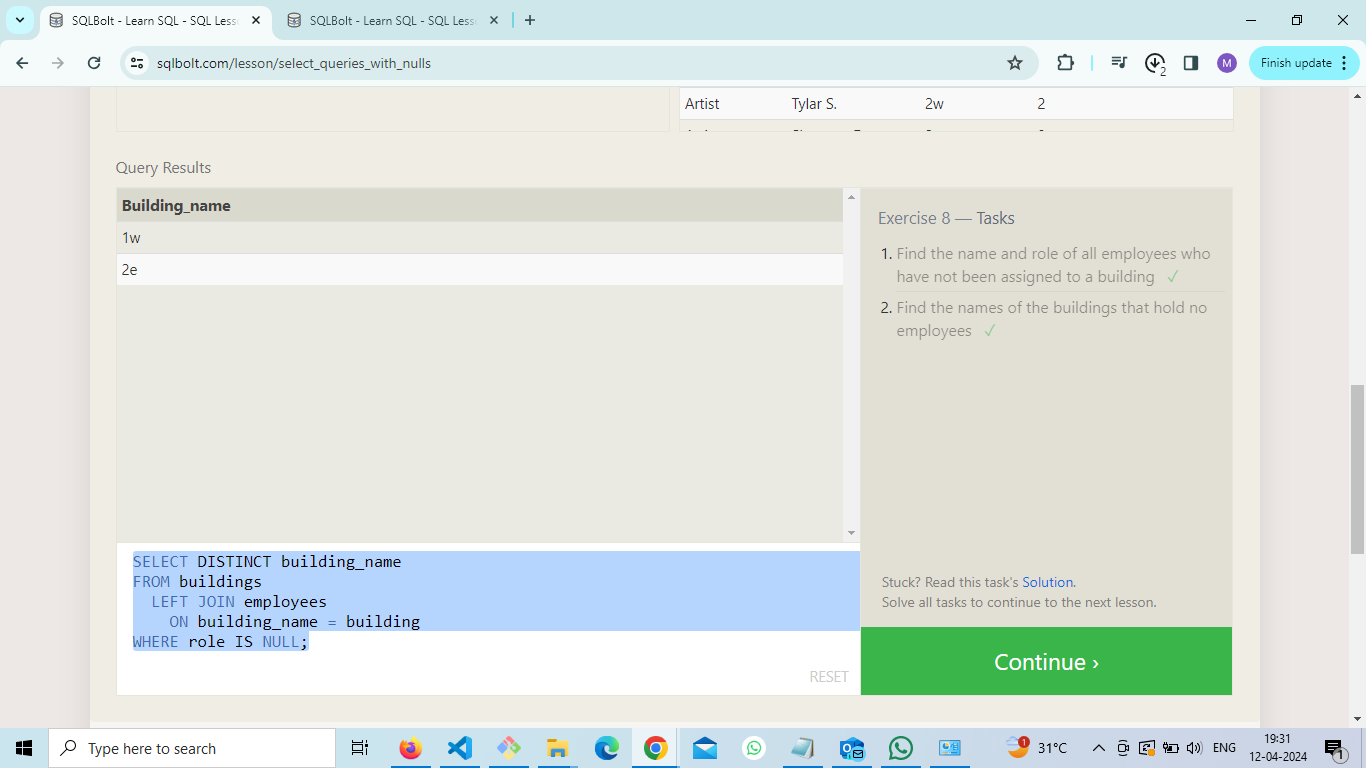 SQLBolt - Learn SQL - SQL Less
SQLBolt - Learn SQL - SQL Less
sqlbolt.com/lesson/select_queries_with_nulls
2
M
Finish update
Artist Tylar S. 2w 2
Query Results
Building_name
1w
2e
Exercise 8 — Tasks
1. Find the name and role of all employees who
have not been assigned to a building ✓
2. Find the names of the buildings that hold no
employees ✓
SELECT DISTINCT building_name
FROM buildings
LEFT JOIN employees
ON building_name = building
WHERE role IS NULL;
RESET
Stuck? Read this task's Solution.
Solve all tasks to continue to the next lesson.
Continue ›
Type here to search
1
31°C
ENG
19:31
12-04-2024
1